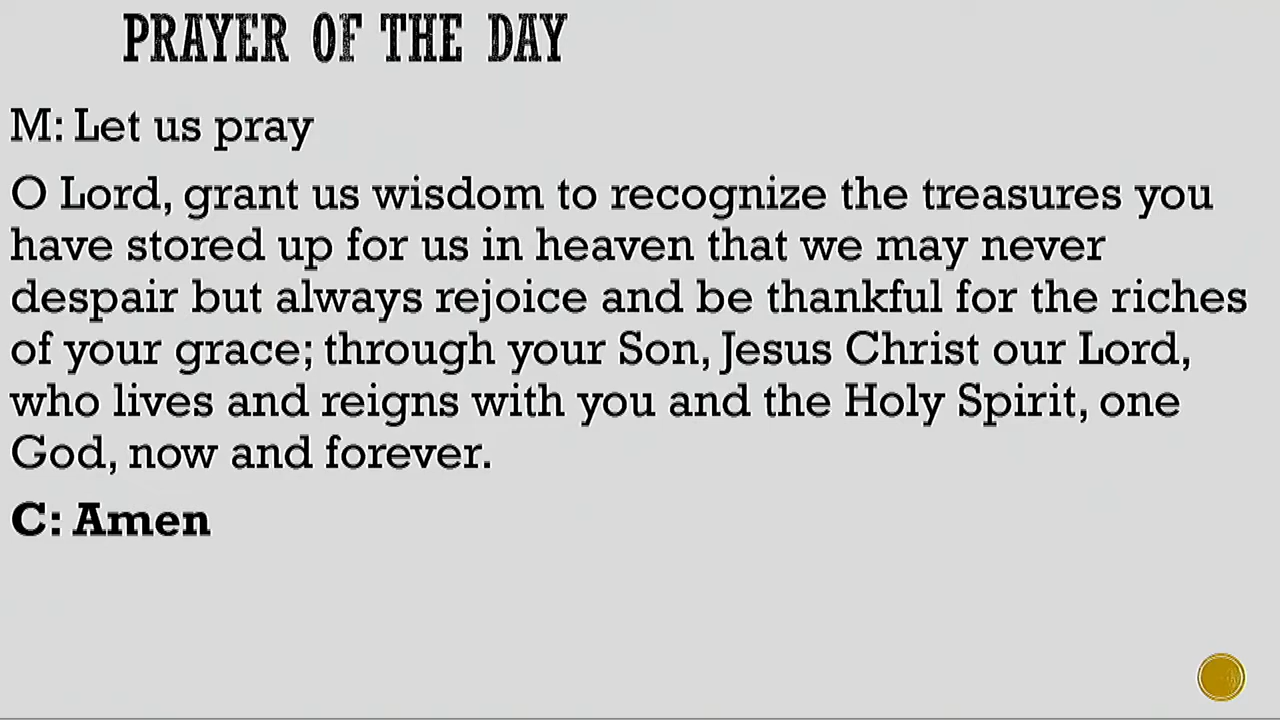 PRAYER OF THE DAY
M: Let us pray
O Lord, grant us wisdom to recognize the treasures you
have stored up for us in heaven that we may never
despair but always rejoice and be thankful for the riches
of your grace; through your Son, Jesus Christ our Lord,
who lives and reigns with you and the Holy Spirit, one
God, now and forever.
C: Amen